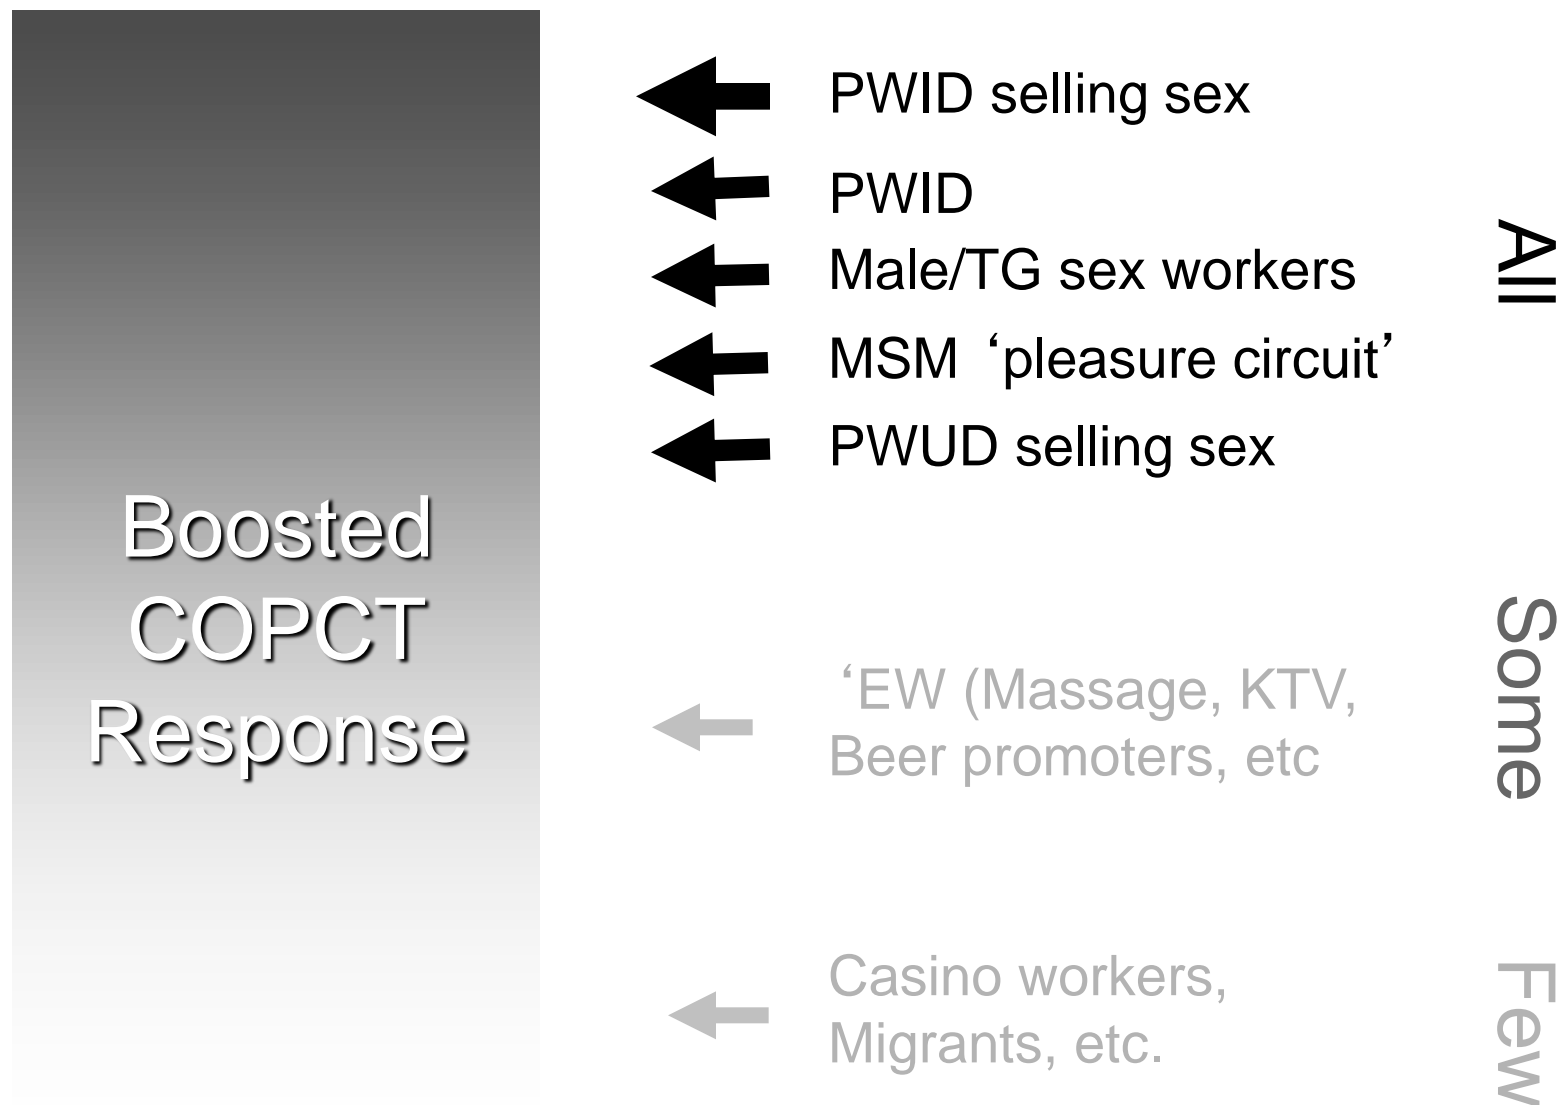 PWID selling sex
PWID
Male/TG sex workers
MSM ‘pleasure circuit’
PWUD selling sex
All
Boosted
COPCT
Response
‘EW (Massage, KTV,
Beer promoters, etc
Some
Casino workers,
Migrants, etc.
Few